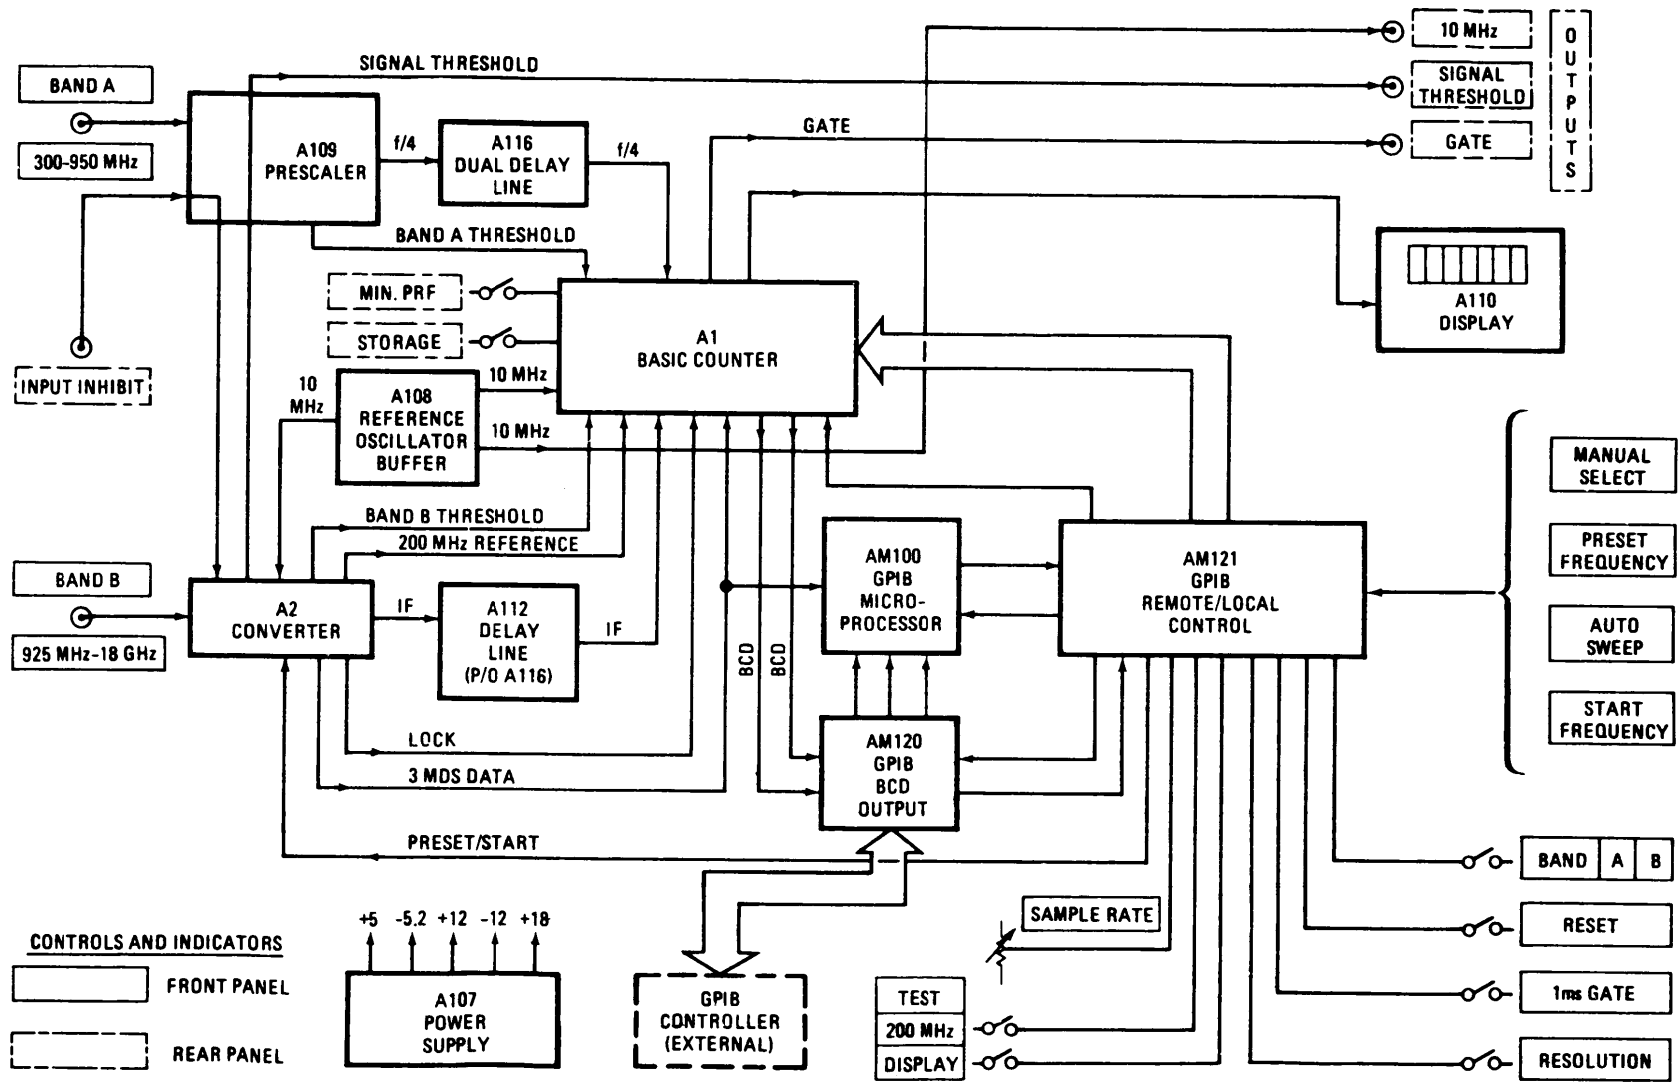 10 MHz
SIGNAL THRESHOLD
SIGNAL
THRESHOLD
OUTPUTS
BAND A
300-950 MHz
A109
PRESCALER
f/4
A116
DUAL DELAY
LINE
f/4
GATE
GATE
BAND A THRESHOLD
A110
DISPLAY
MIN. PRF
STORAGE
A1
BASIC COUNTER
INPUT INHIBIT
10
MHz
A108
REFERENCE
OSCILLATOR
BUFFER
10 MHz
10 MHz
MANUAL
SELECT
PRESET
FREQUENCY
AUTO
SWEEP
START
FREQUENCY
BAND B THRESHOLD
200 MHz REFERENCE
BAND B
925 MHz-18 GHz
A2
CONVERTER
IF
A112
DELAY
LINE
(P/O A116)
IF
BCD
BCD
AM100
GPIB
MICRO-
PROCESSOR
AM121
GPIB
REMOTE/LOCAL
CONTROL
LOCK
3 MDS DATA
AM120
GPIB
BCD
OUTPUT
PRESET/START
BAND A B
RESET
1ms GATE
RESOLUTION
SAMPLE RATE
TEST
200 MHz
DISPLAY
CONTROLS AND INDICATORS
FRONT PANEL
REAR PANEL
+5 -5.2 +12 -12 +18
A107
POWER
SUPPLY
GPIB
CONTROLLER
(EXTERNAL)